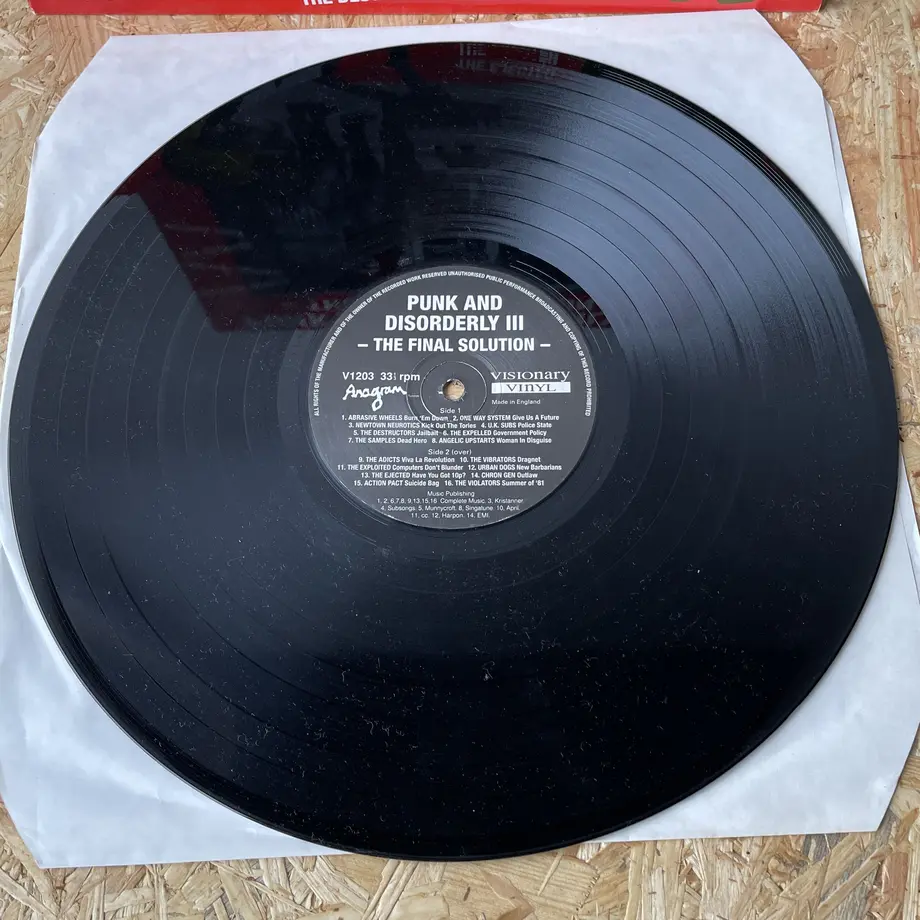 PUNK AND
DISORDERLY III
– THE FINAL SOLUTION –
V1203 33⅓ rpm
Anagram
VISIONARY
VINYL
Made in England
Side 1
1. ABRASIVE WHEELS Burn 'Em Down 2. ONE WAY SYSTEM Give Us A Future
3. NEWTOWN NEUROTICS Kick Out The Tories 4. U.K. SUBS Police State
5. THE DESTRUCTORS Jailbait 6. THE EXPELLED Government Policy
7. THE SAMPLES Dead Hero 8. ANGELIC UPSTARTS Woman In Disguise
Side 2 (over)
9. THE ADICTS Viva La Revolution 10. THE VIBRATORS Dragnet
11. THE EXPLOITED Computers Don't Blunder 12. URBAN DOGS New Barbarians
13. THE EJECTED Have You Got 10p? 14. CHRON GEN Outlaw
15. ACTION PACT Suicide Bag 16. THE VIOLATORS Summer of '81
Music Publishing
1, 2, 6,7,8, 9,13,15,16 Complete Music. 3, Kristanner
4, Subsongs. 5, Munnycroft. 8, Singatune. 10, April.
11, cc. 12, Harpon. 14. EMI.
ALL RIGHTS OF THE MANUFACTURER AND OF THE OWNER OF THE RECORDED WORK RESERVED UNAUTHORISED PUBLIC PERFORMANCE BROADCASTING AND COPYING OF THIS RECORD PROHIBITED